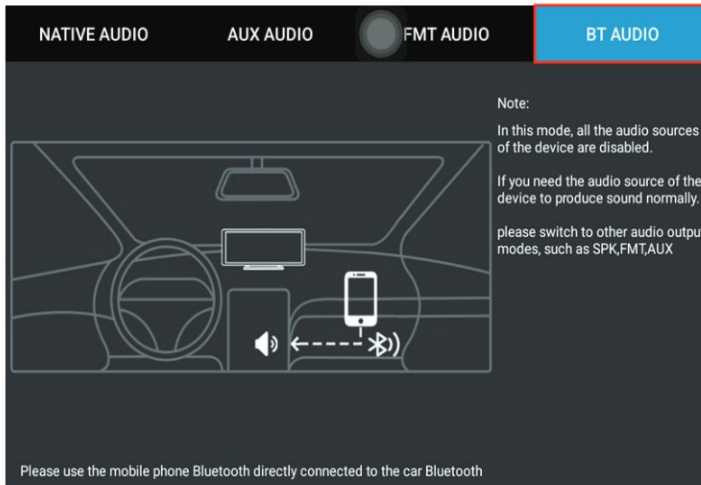 NATIVE AUDIO
AUX AUDIO
FMT AUDIO
BT AUDIO
Note:
In this mode, all the audio sources
of the device are disabled.
If you need the audio source of the
device to produce sound normally.
please switch to other audio output
modes, such as SPK,FMT,AUX
Please use the mobile phone Bluetooth directly connected to the car Bluetooth